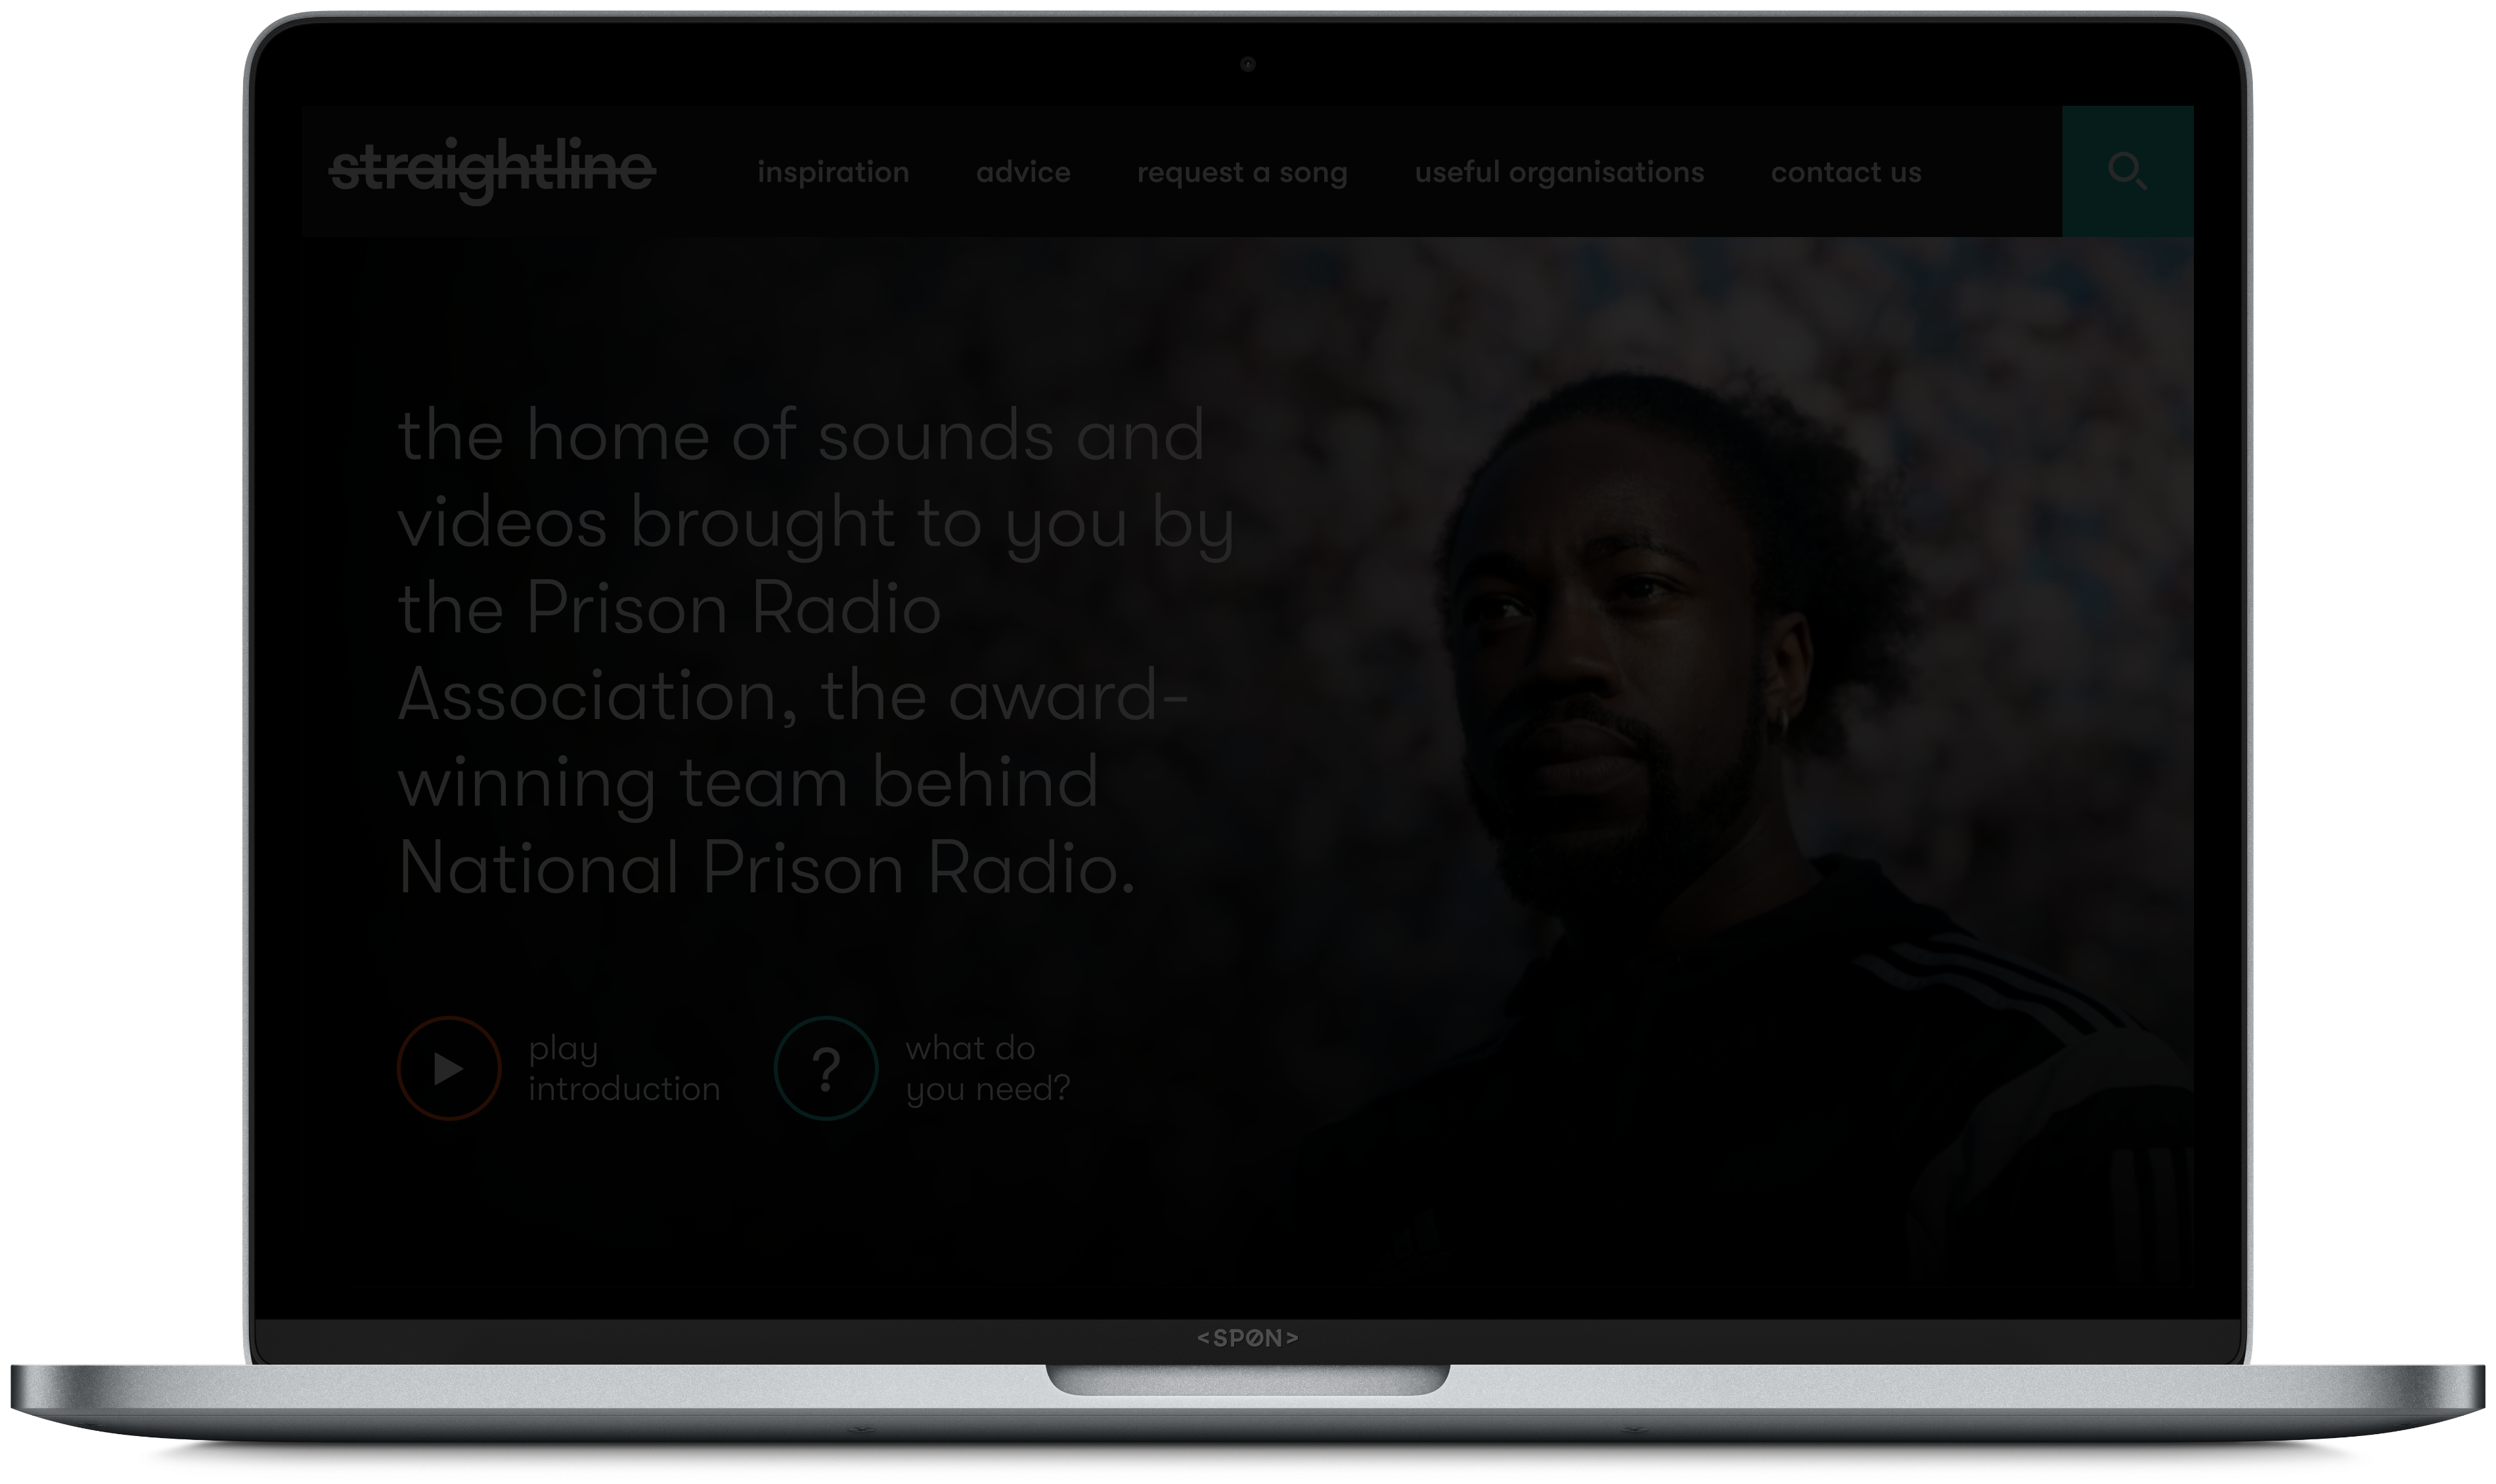 straightline
inspiration
advice
request a song
useful organisations
contact us
the home of sounds and
videos brought to you by
the Prison Radio
Association, the award-
winning team behind
National Prison Radio.
play
introduction
?
what do
you need?
<SPØN>